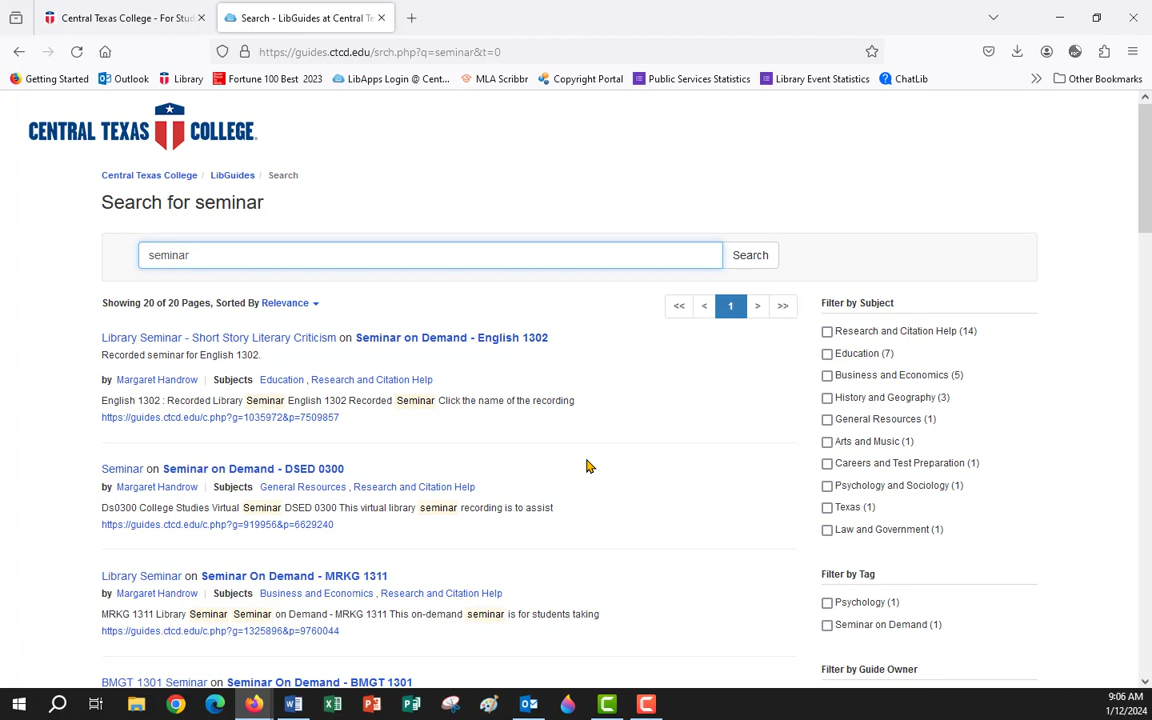 Central Texas College - For Stud
Search - LibGuides at Central Te
https://guides.ctcd.edu/srch.php?q=seminar&t=0
Getting Started
Outlook
Library
Fortune 100 Best 2023
LibApps Login @ Cent...
MLA Scribbr
Copyright Portal
Public Services Statistics
Library Event Statistics
ChatLib
Other Bookmarks
CENTRAL TEXAS COLLEGE
Central Texas College / LibGuides / Search
Search for seminar
seminar
Search
Showing 20 of 20 Pages, Sorted By Relevance
<< < 1 > >>
Library Seminar - Short Story Literary Criticism on Seminar on Demand - English 1302
Recorded seminar for English 1302.
by Margaret Handrow | Subjects Education , Research and Citation Help
English 1302 : Recorded Library Seminar English 1302 Recorded Seminar Click the name of the recording
https://guides.ctcd.edu/c.php?g=1035972&p=7509857
Seminar on Seminar on Demand - DSED 0300
by Margaret Handrow | Subjects General Resources , Research and Citation Help
Ds0300 College Studies Virtual Seminar DSED 0300 This virtual library seminar recording is to assist
https://guides.ctcd.edu/c.php?g=919956&p=6629240
Library Seminar on Seminar On Demand - MRKG 1311
by Margaret Handrow | Subjects Business and Economics , Research and Citation Help
MRKG 1311 Library Seminar Seminar on Demand - MRKG 1311 This on-demand seminar is for students taking
https://guides.ctcd.edu/c.php?g=1325896&p=9760044
BMGT 1301 Seminar on Seminar On Demand - BMGT 1301
Filter by Subject
Research and Citation Help (14)
Education (7)
Business and Economics (5)
History and Geography (3)
General Resources (1)
Arts and Music (1)
Careers and Test Preparation (1)
Psychology and Sociology (1)
Texas (1)
Law and Government (1)
Filter by Tag
Psychology (1)
Seminar on Demand (1)
Filter by Guide Owner
9:06 AM
1/12/2024